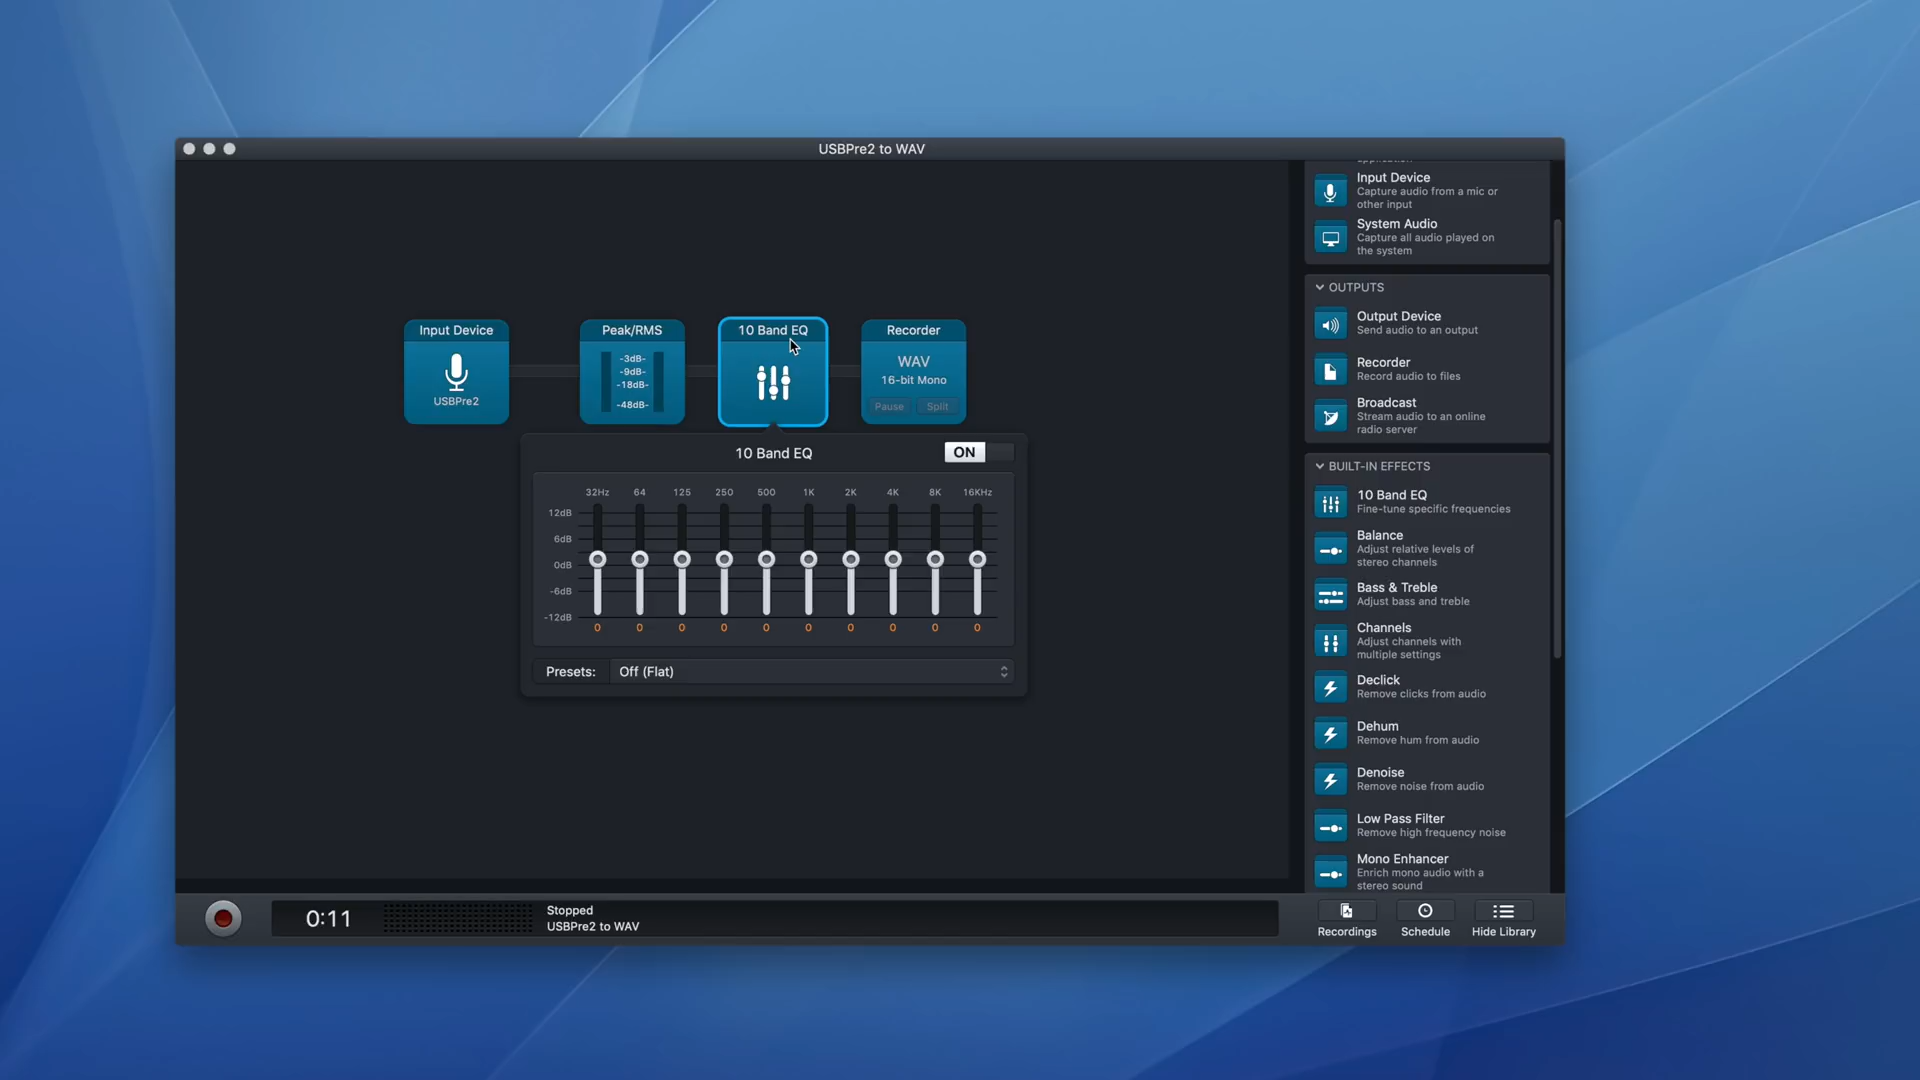 USBPre2 to WAV
Input Device
USBPre2
Peak/RMS
-3dB-
-9dB-
-18dB-
-48dB-
10 Band EQ
Recorder
WAV
16-bit Mono
Pause
Split
10 Band EQ
ON
32Hz 64 125 250 500 1K 2K 4K 8K 16KHz
12dB
6dB
0dB
-6dB
-12dB
0 0 0 0 0 0 0 0 0 0
Presets: Off (Flat)
application
Input Device
Capture audio from a mic or
other input
System Audio
Capture all audio played on
the system
OUTPUTS
Output Device
Send audio to an output
Recorder
Record audio to files
Broadcast
Stream audio to an online
radio server
BUILT-IN EFFECTS
10 Band EQ
Fine-tune specific frequencies
Balance
Adjust relative levels of
stereo channels
Bass & Treble
Adjust bass and treble
Channels
Adjust channels with
multiple settings
Declick
Remove clicks from audio
Dehum
Remove hum from audio
Denoise
Remove noise from audio
Low Pass Filter
Remove high frequency noise
Mono Enhancer
Enrich mono audio with a
stereo sound
0:11
Stopped
USBPre2 to WAV
Recordings
Schedule
Hide Library